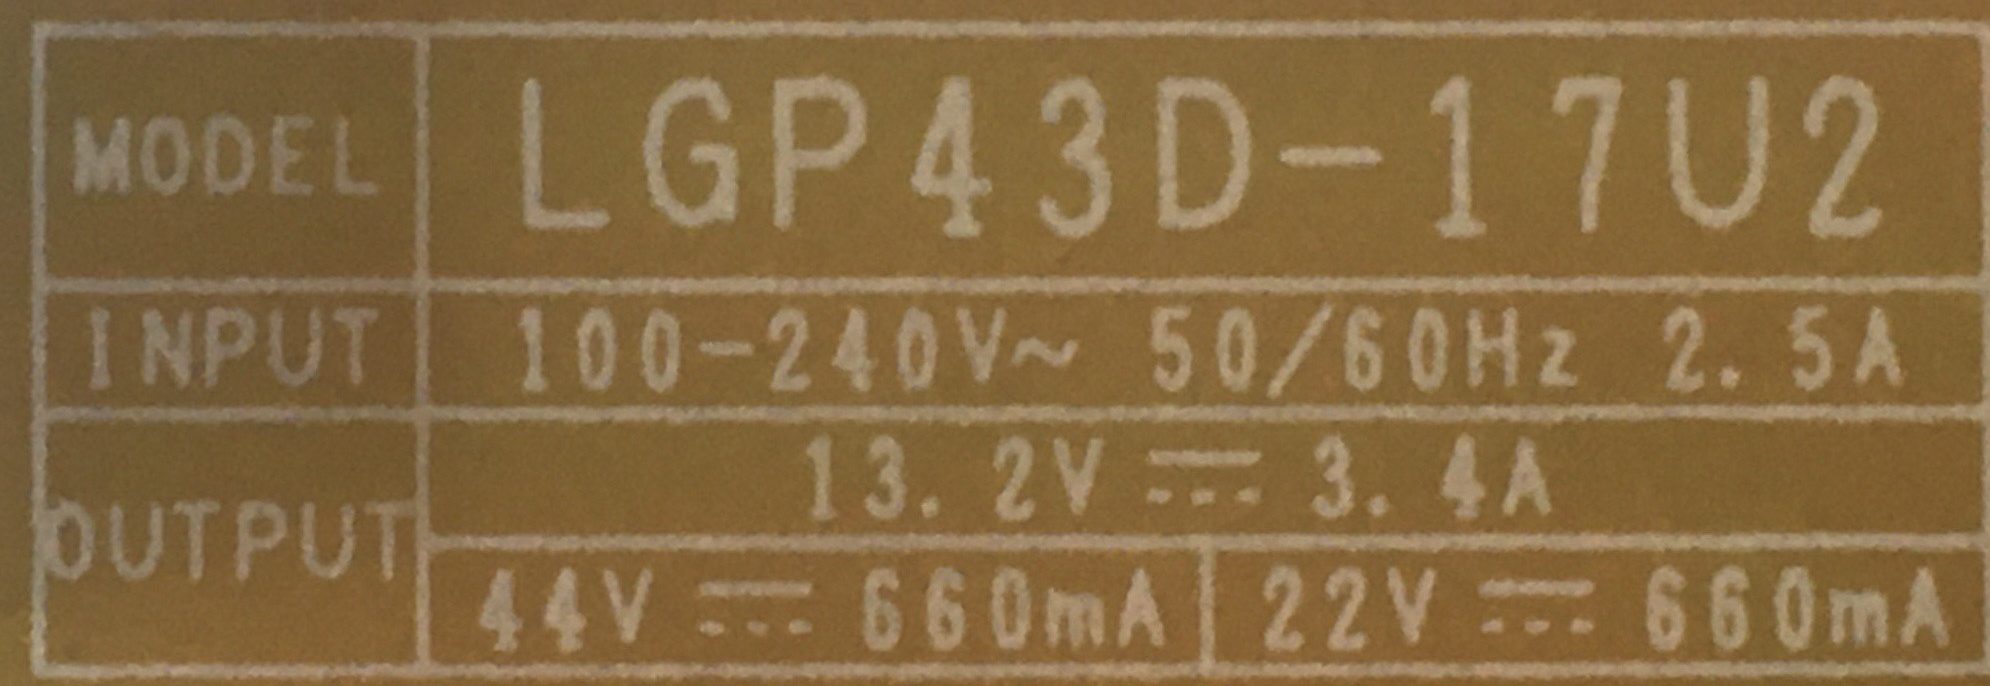 MODEL LGP43D-17U2
INPUT 100-240V~ 50/60Hz 2.5A
OUTPUT
13.2V ⎓ 3.4A
44V ⎓ 660mA 22V ⎓ 660mA